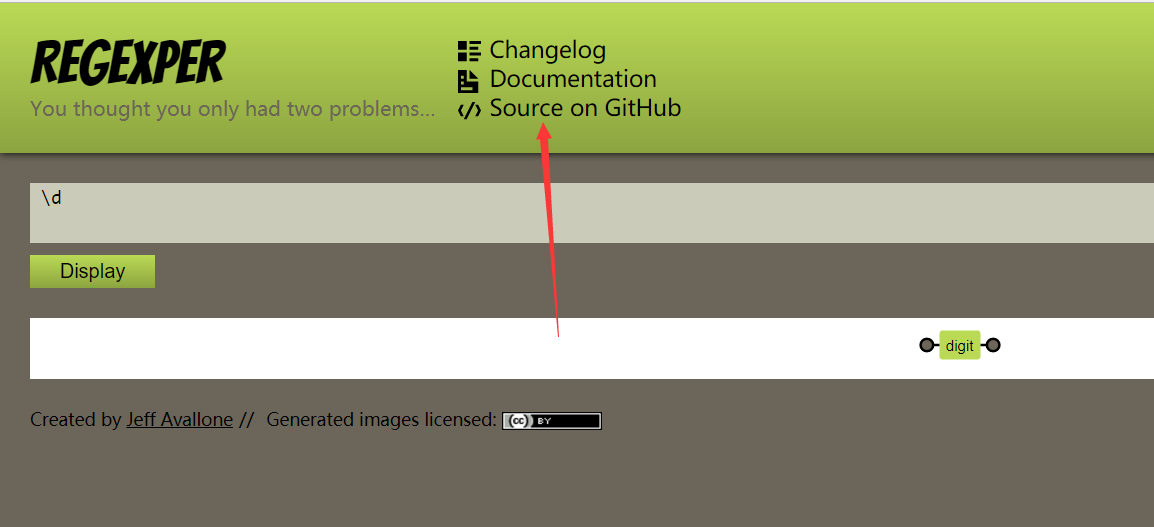 REGEXPER
You thought you only had two problems...
Changelog
Documentation
Source on GitHub
\d
Display
digit
Created by Jeff Avallone // Generated images licensed: cc BY